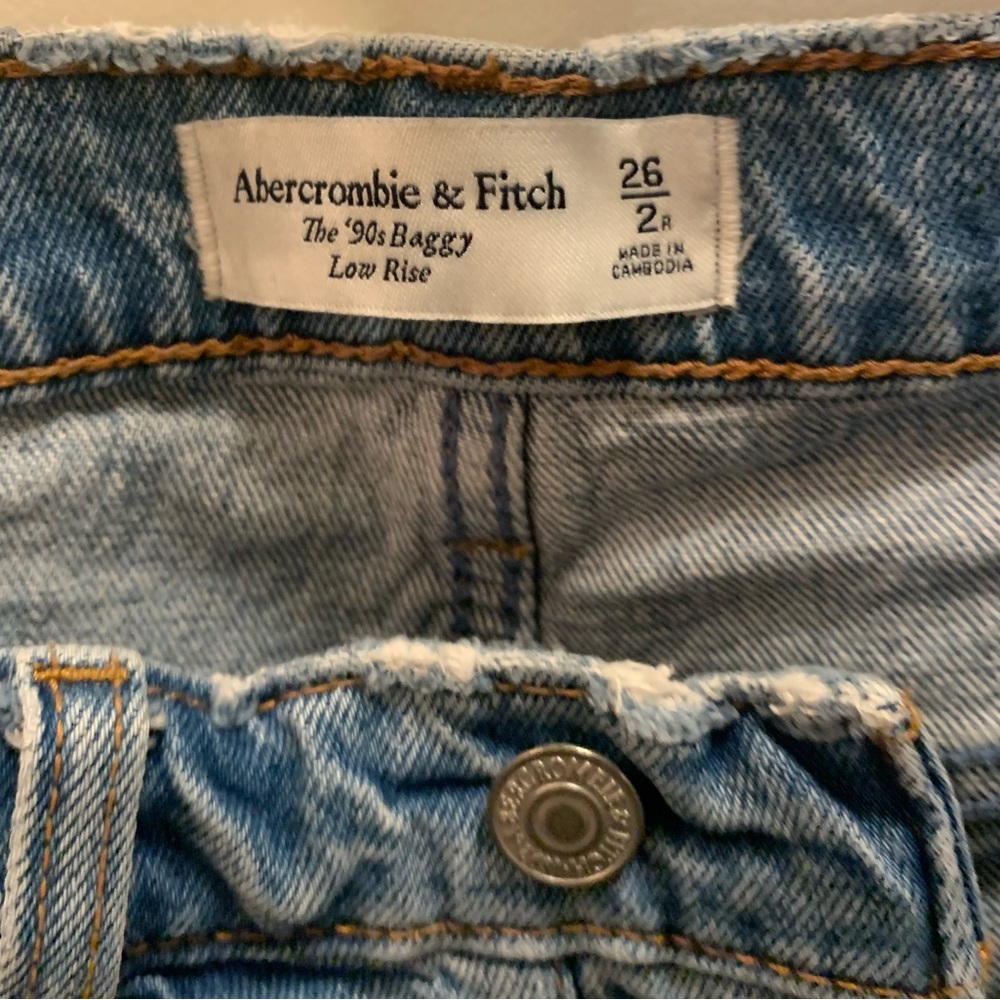 Abercrombie & Fitch
The '90s Baggy
Low Rise
26
2R
MADE IN
CAMBODIA